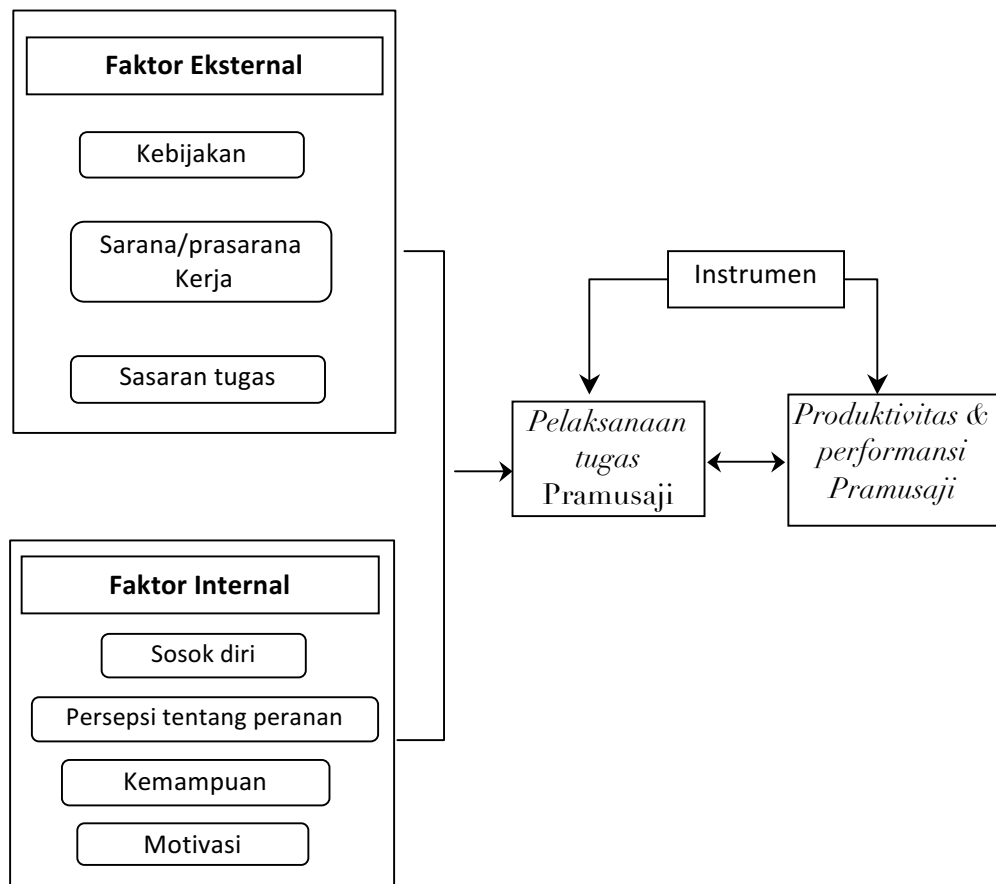 Faktor Eksternal
Kebijakan
Sarana/prasarana
Kerja
Sasaran tugas
Instrumen
Pelaksanaan
tugas
Pramusaji
Produktivitas &
performansi
Pramusaji
Faktor Internal
Sosok diri
Persepsi tentang peranan
Kemampuan
Motivasi